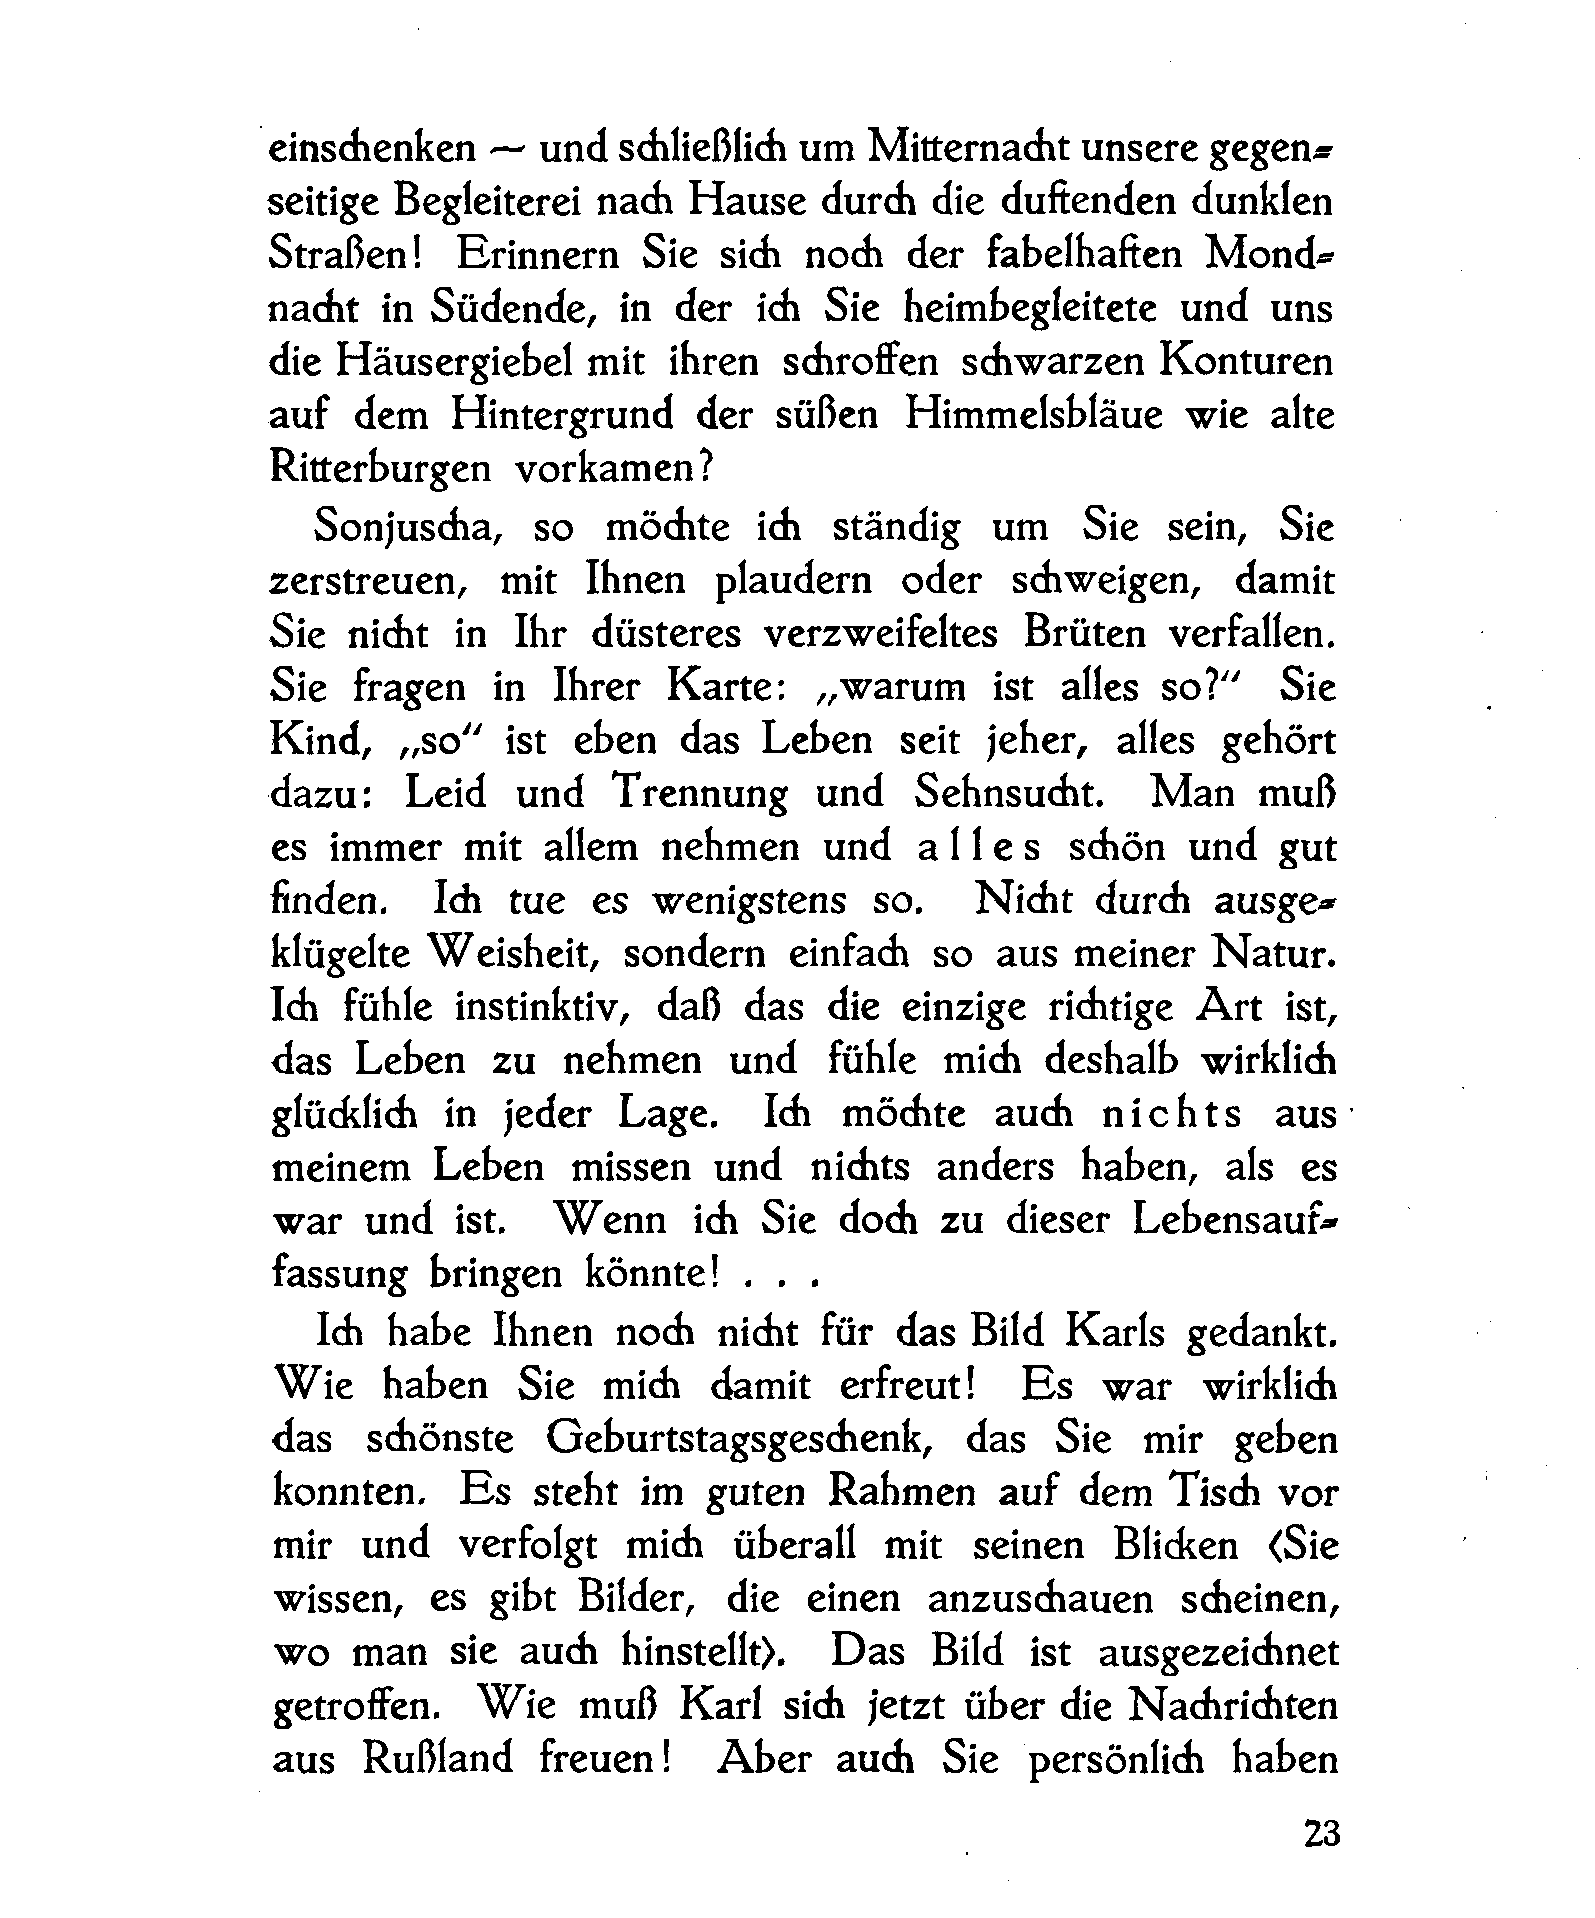 einschenken — und schließlich um Mitternacht unsere gegen-
seitige Begleiterei nach Hause durch die duftenden dunklen
Straßen! Erinnern Sie sich noch der fabelhaften Mond-
nacht in Südende, in der ich Sie heimbegleitete und uns
die Häusergiebel mit ihren schroffen schwarzen Konturen
auf dem Hintergrund der süßen Himmelsbläue wie alte
Ritterburgen vorkamen?
Sonjuscha, so möchte ich ständig um Sie sein, Sie
zerstreuen, mit Ihnen plaudern oder schweigen, damit
Sie nicht in Ihr düsteres verzweifeltes Brüten verfallen.
Sie fragen in Ihrer Karte: „warum ist alles so?" Sie
Kind, „so" ist eben das Leben seit jeher, alles gehört
dazu: Leid und Trennung und Sehnsucht. Man muß
es immer mit allem nehmen und alles schön und gut
finden. Ich tue es wenigstens so. Nicht durch ausge-
klügelte Weisheit, sondern einfach so aus meiner Natur.
Ich fühle instinktiv, daß das die einzige richtige Art ist,
das Leben zu nehmen und fühle mich deshalb wirklich
glücklich in jeder Lage. Ich möchte auch nichts aus
meinem Leben missen und nichts anders haben, als es
war und ist. Wenn ich Sie doch zu dieser Lebensauf-
fassung bringen könnte! . . .
Ich habe Ihnen noch nicht für das Bild Karls gedankt.
Wie haben Sie mich damit erfreut! Es war wirklich
das schönste Geburtstagsgeschenk, das Sie mir geben
konnten. Es steht im guten Rahmen auf dem Tisch vor
mir und verfolgt mich überall mit seinen Blicken (Sie
wissen, es gibt Bilder, die einen anzuschauen scheinen,
wo man sie auch hinstellt). Das Bild ist ausgezeichnet
getroffen. Wie muß Karl sich jetzt über die Nachrichten
aus Rußland freuen! Aber auch Sie persönlich haben
23